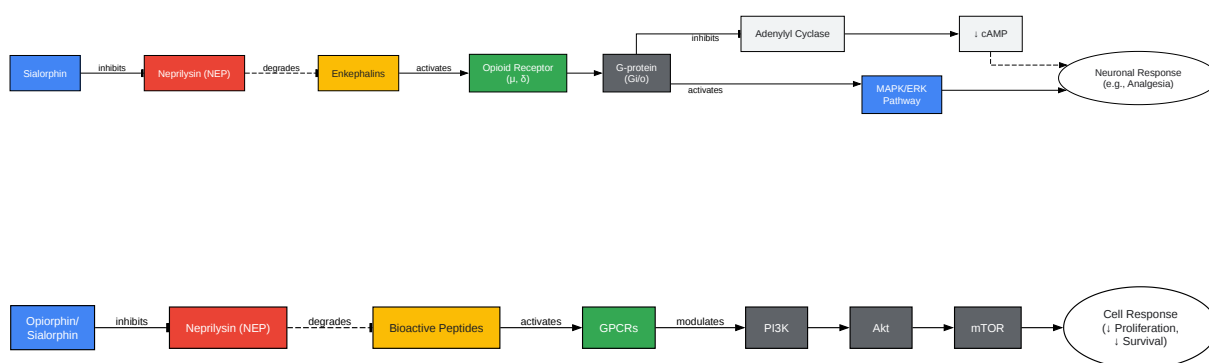 Sialorphin
inhibits
Neprilysin (NEP)
degrades
Enkephalins
activates
Opioid Receptor
(μ, δ)
G-protein
(Gi/o)
inhibits
Adenylyl Cyclase
↓ cAMP
activates
MAPK/ERK
Pathway
Neuronal Response
(e.g., Analgesia)
Opiorphin/
Sialorphin
inhibits
Neprilysin (NEP)
degrades
Bioactive Peptides
activates
GPCRs
modulates
PI3K
Akt
mTOR
Cell Response
(↓ Proliferation,
↓ Survival)